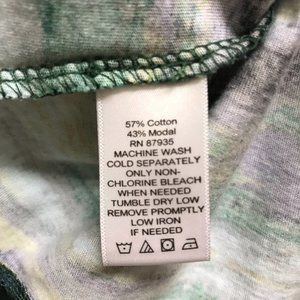 57% Cotton
43% Modal
RN 87935
MACHINE WASH
COLD SEPARATELY
ONLY NON-
CHLORINE BLEACH
WHEN NEEDED
TUMBLE DRY LOW
REMOVE PROMPTLY
LOW IRON
IF NEEDED